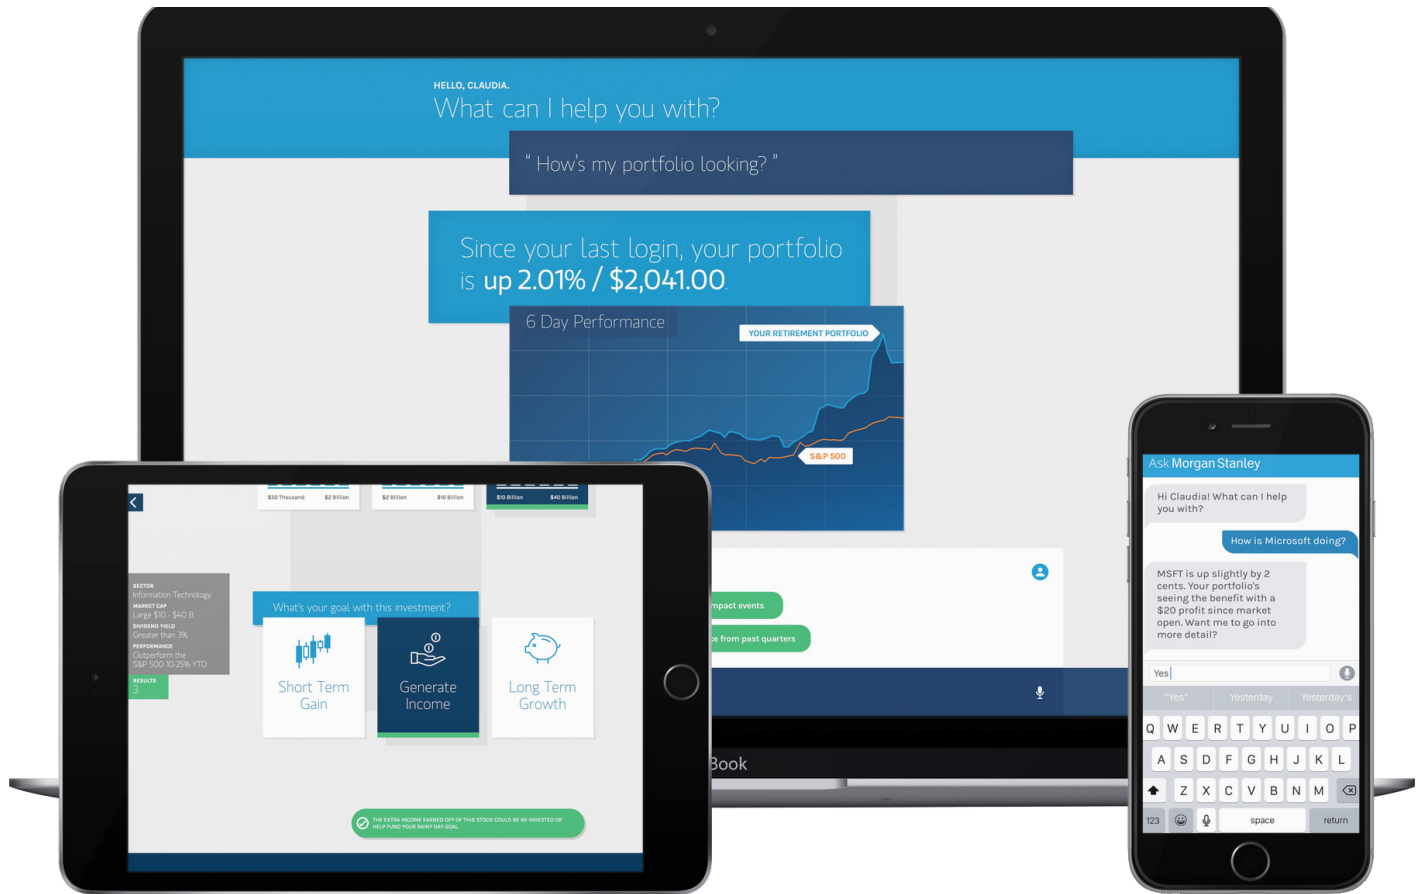 HELLO, CLAUDIA.
What can I help you with?
“ How's my portfolio looking? ”
Since your last login, your portfolio
is up 2.01% / $2,041.00.
6 Day Performance
YOUR RETIREMENT PORTFOLIO
S&P 500
events
from past quarters
Book
$50 Thousand $2 Billion
$2 Billion $10 Billion
$10 Billion $40 Billion
SECTOR
Information Technology
MARKET CAP
Large $10 - $40 B
DIVIDEND YIELD
Greater than 3%
PERFORMANCE
Outperform the
S&P 500 10-25% YTD
RESULTS
3
What's your goal with this investment?
Short Term
Gain
Generate
Income
Long Term
Growth
THE EXTRA INCOME EARNED OFF OF THIS STOCK COULD BE RE-INVESTED OR
HELP FUND YOUR RAINY DAY GOAL.
Ask Morgan Stanley
Hi Claudia! What can I help
you with?
How is Microsoft doing?
MSFT is up slightly by 2
cents. Your portfolio's
seeing the benefit with a
$20 profit since market
open. Want me to go into
more detail?
Yes
“Yes” Yesterday Yesterday's
Q W E R T Y U I O P
A S D F G H J K L
Z X C V B N M
123 space return